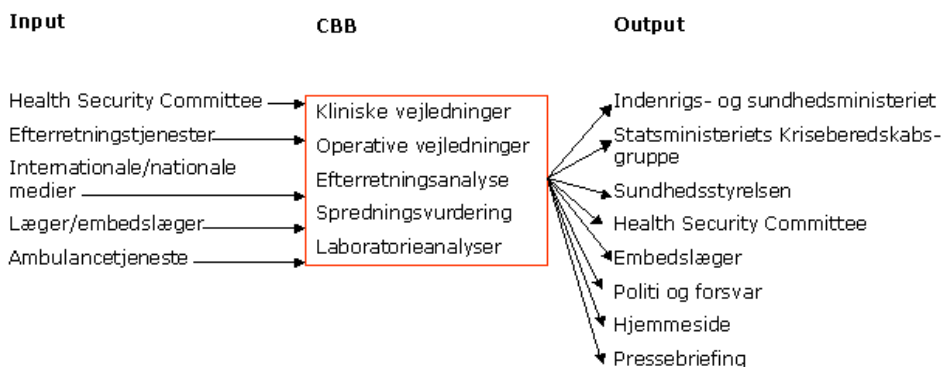 Input
CBB
Output
Health Security Committee
Efterretningstjenester
Internationale/nationale
medier
Læger/embedslæger
Ambulancetjeneste
Kliniske vejledninger
Operative vejledninger
Efterretningsanalyse
Spredningsvurdering
Laboratorieanalyser
Indenrigs- og sundhedsministeriet
Statsministeriets Kriseberedskabs-
gruppe
Sundhedsstyrelsen
Health Security Committee
Embedslæger
Politi og forsvar
Hjemmeside
Pressebriefing